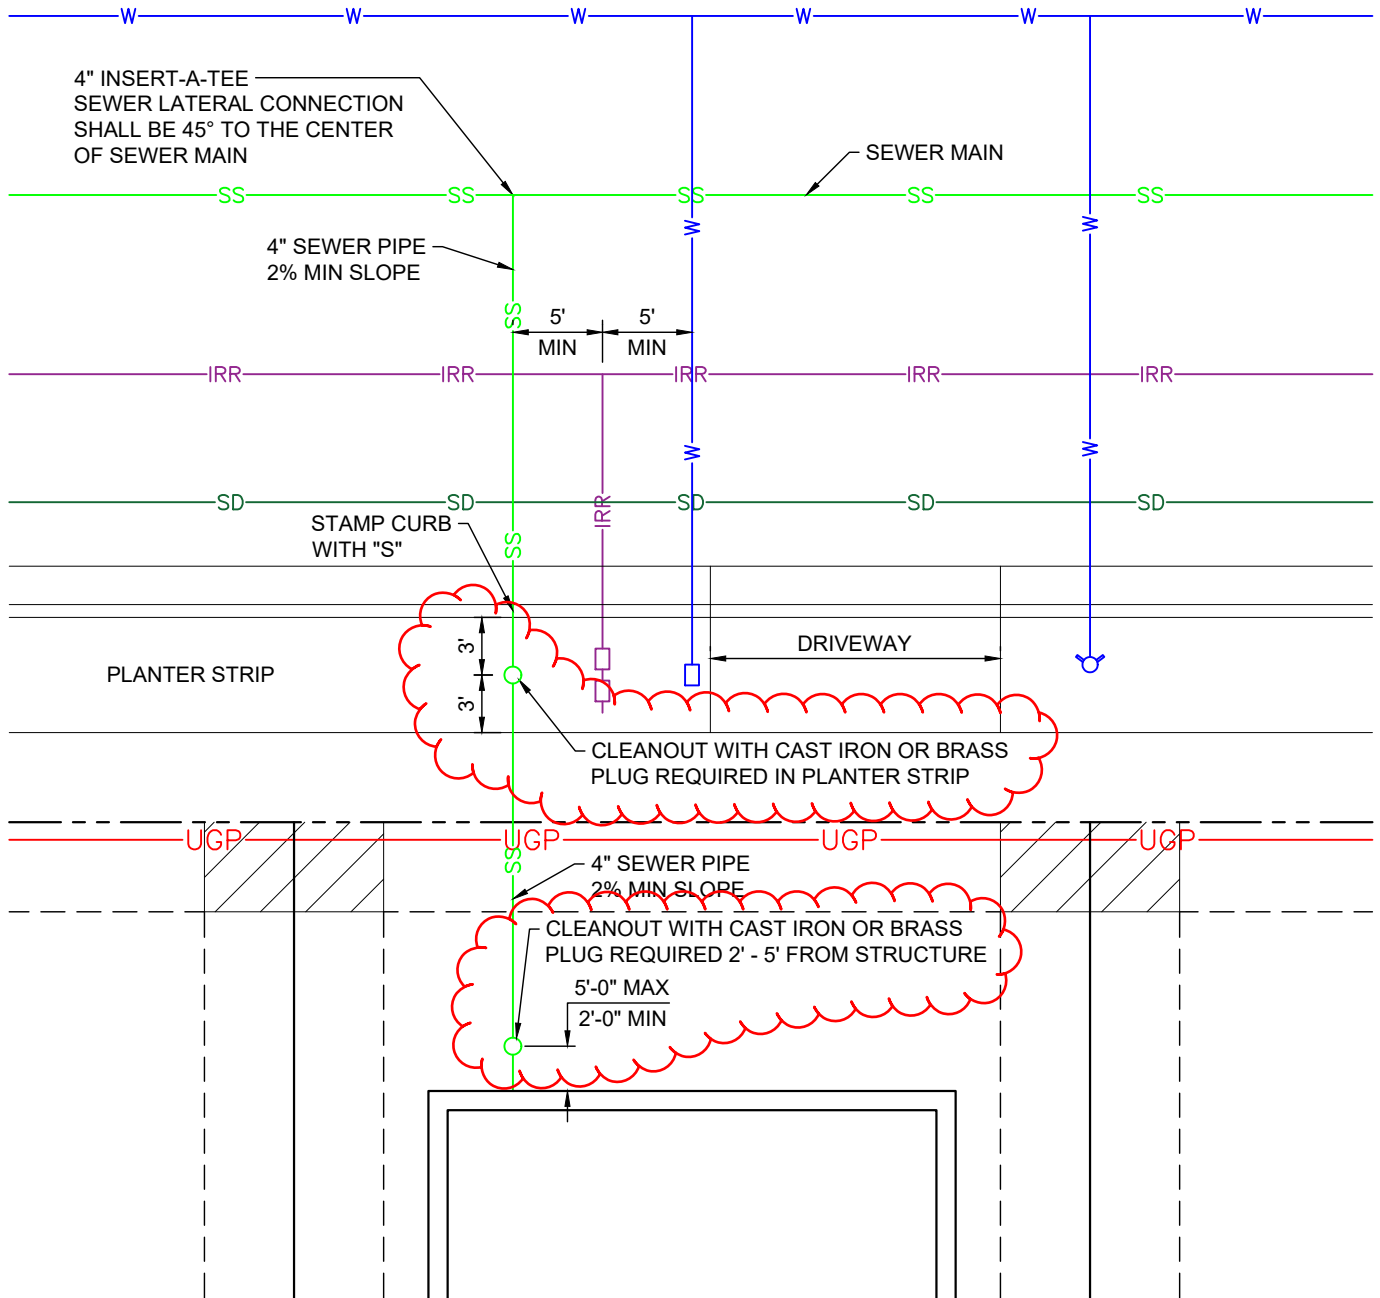 W W W W W W
4" INSERT-A-TEE
SEWER LATERAL CONNECTION
SHALL BE 45° TO THE CENTER
OF SEWER MAIN
SEWER MAIN
SS SS SS SS SS
W W
4" SEWER PIPE
2% MIN SLOPE
SS
5' 5'
MIN MIN
IRR IRR IRR IRR IRR
W W
SD SD SD SD SD
IRR
STAMP CURB
WITH "S"
SS
3'
DRIVEWAY
PLANTER STRIP
3'
CLEANOUT WITH CAST IRON OR BRASS
PLUG REQUIRED IN PLANTER STRIP
UGP UGP UGP UGP
SS
4" SEWER PIPE
2% MIN SLOPE
CLEANOUT WITH CAST IRON OR BRASS
PLUG REQUIRED 2' - 5' FROM STRUCTURE
5'-0" MAX
2'-0" MIN